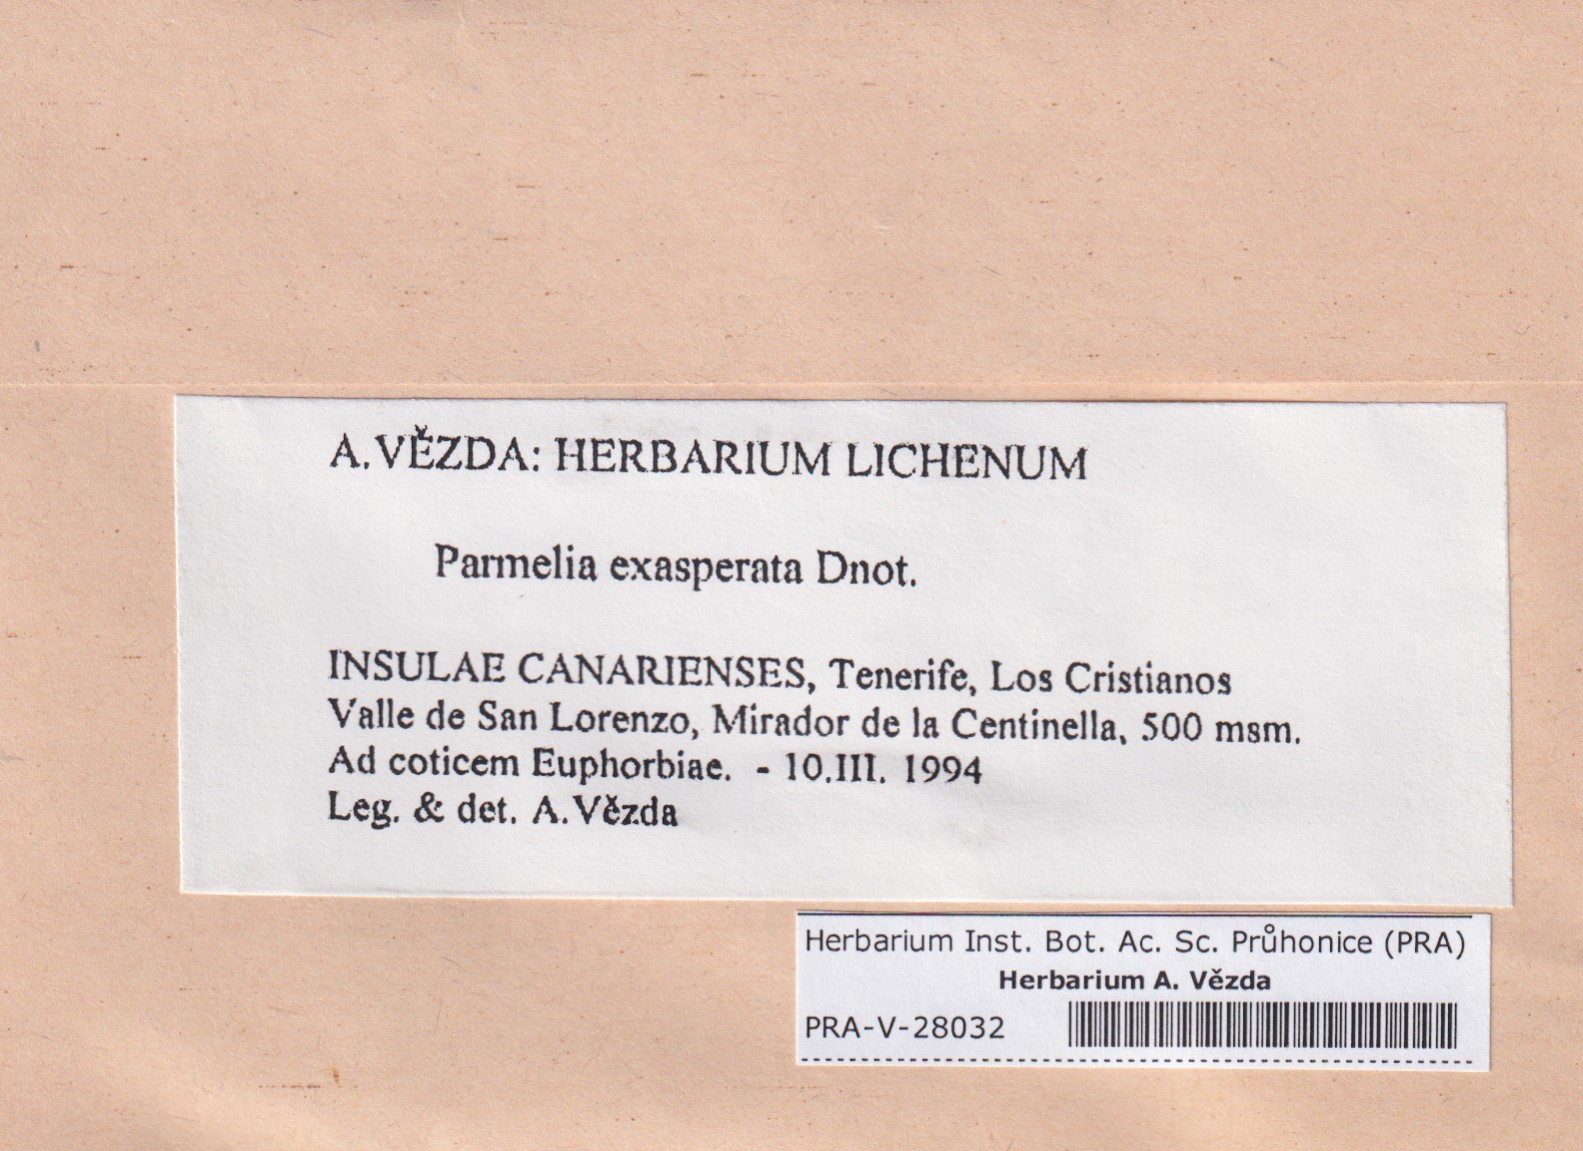 A.VĚZDA: HERBARIUM LICHENUM
Parmelia exasperata Dnot.
INSULAE CANARIENSES, Tenerife, Los Cristianos
Valle de San Lorenzo, Mirador de la Centinella, 500 msm.
Ad coticem Euphorbiae. - 10.III. 1994
Leg. & det. A.Vězda
Herbarium Inst. Bot. Ac. Sc. Průhonice (PRA)
Herbarium A. Vězda
PRA-V-28032